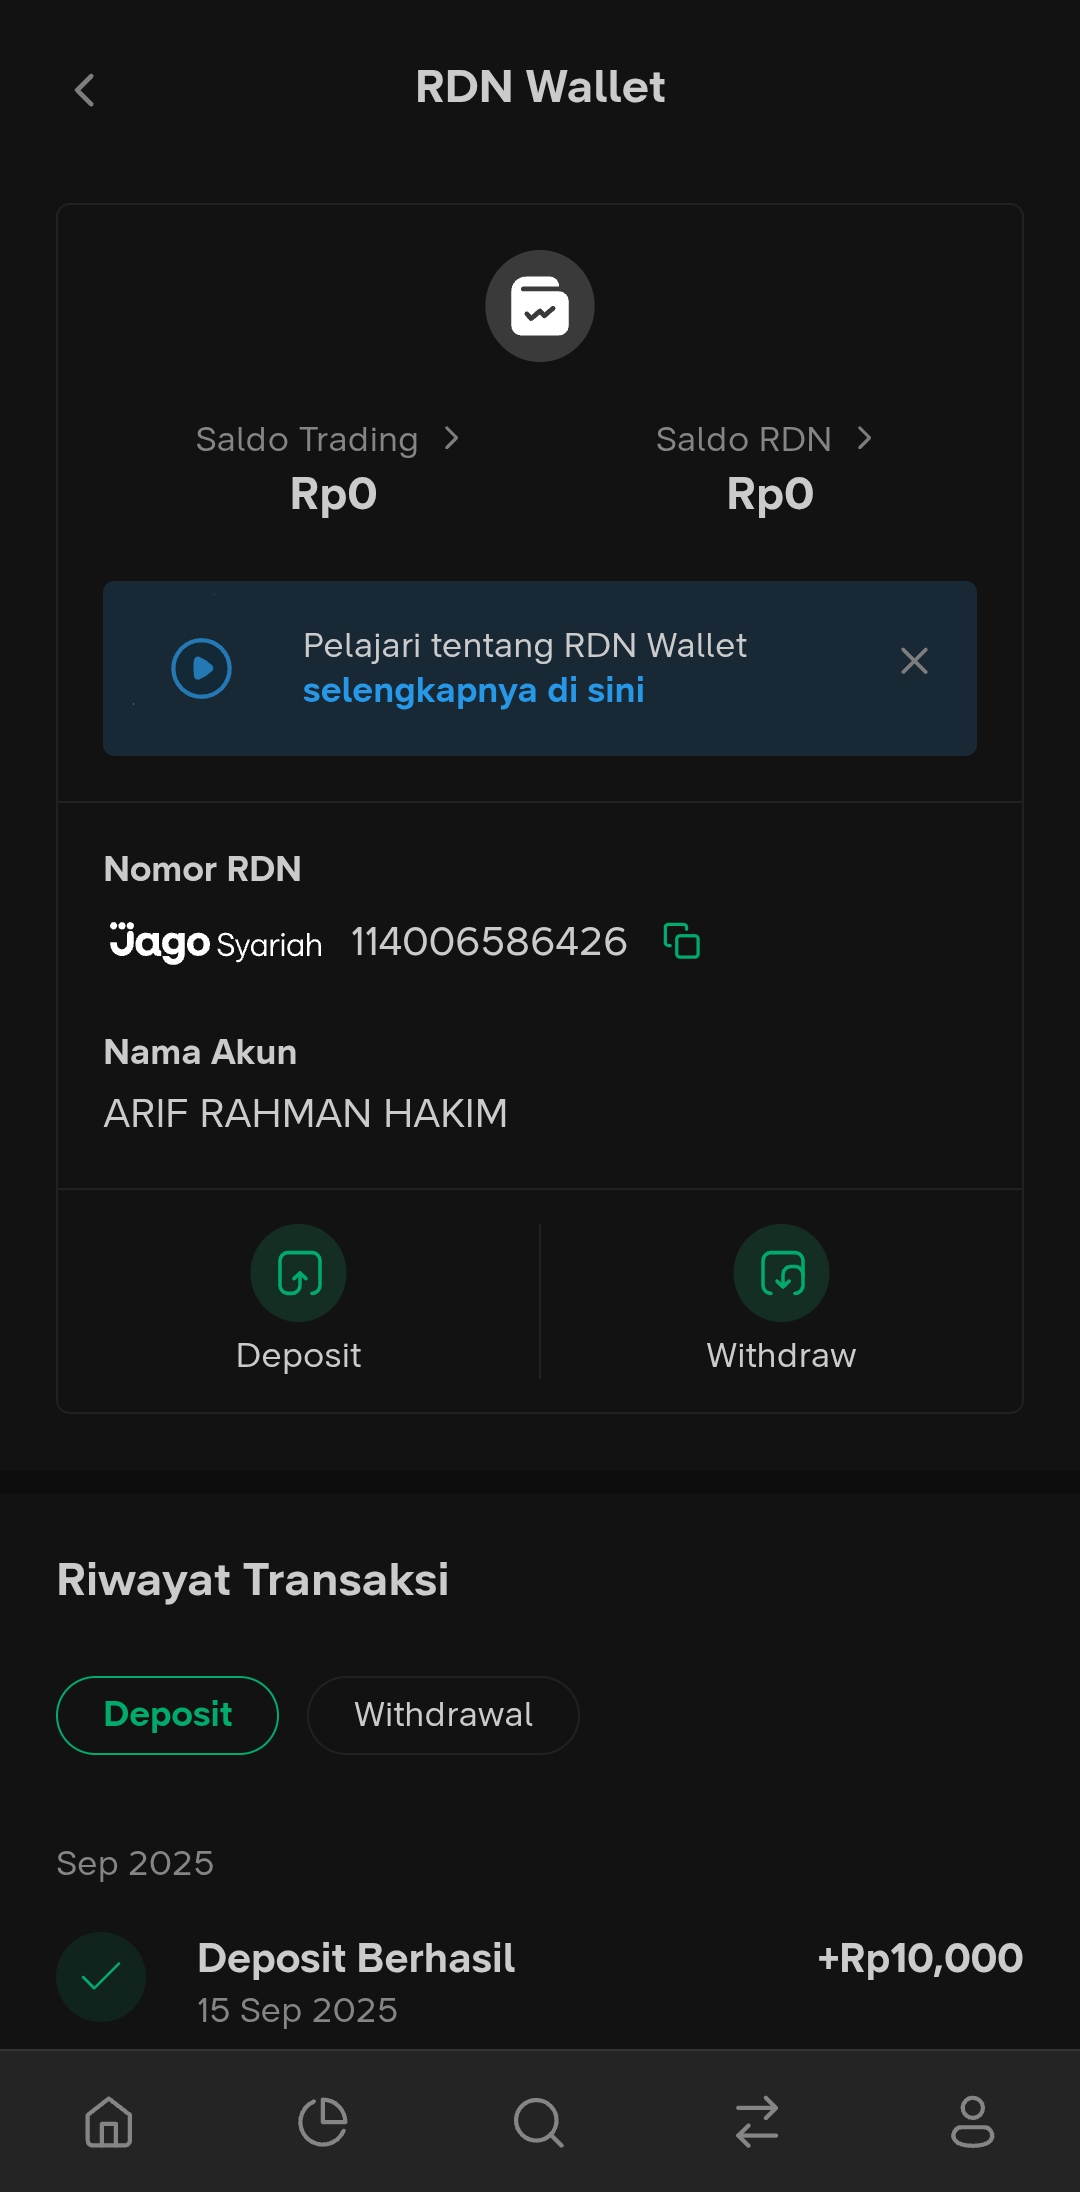 RDN Wallet
Saldo Trading
Saldo RDN
Rp0
Rp0
Pelajari tentang RDN Wallet
selengkapnya di sini
Nomor RDN
Jago Syariah 114006586426
Nama Akun
ARIF RAHMAN HAKIM
Deposit
Withdraw
Riwayat Transaksi
Deposit
Withdrawal
Sep 2025
Deposit Berhasil +Rp10,000
15 Sep 2025